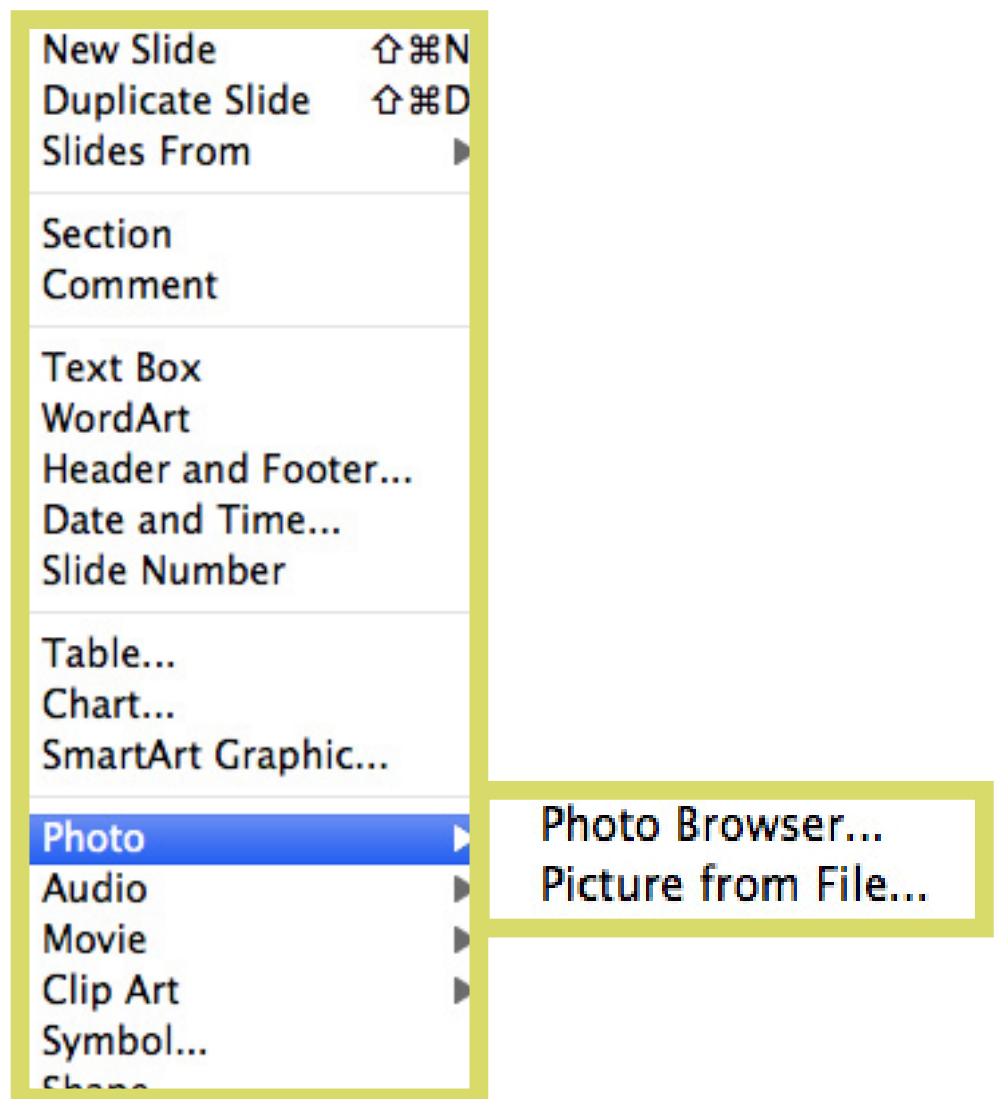 New Slide ⇧⌘N
Duplicate Slide ⇧⌘D
Slides From
Section
Comment
Text Box
WordArt
Header and Footer...
Date and Time...
Slide Number
Table...
Chart...
SmartArt Graphic...
Photo
Photo Browser...
Picture from File...
Audio
Movie
Clip Art
Symbol...